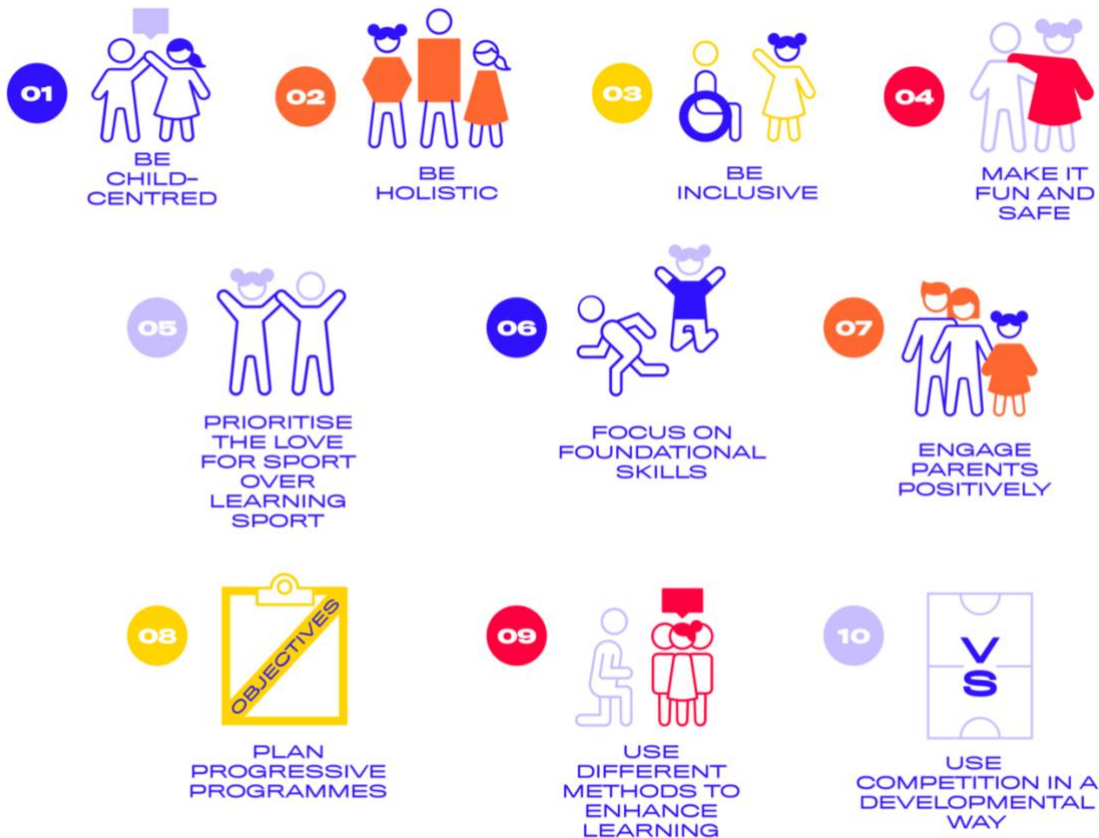 01
BE
CHILD-
CENTRED
02
BE
HOLISTIC
03
BE
INCLUSIVE
04
MAKE IT
FUN AND
SAFE
05
PRIORITISE
THE LOVE
FOR SPORT
OVER
LEARNING
SPORT
06
FOCUS ON
FOUNDATIONAL
SKILLS
07
ENGAGE
PARENTS
POSITIVELY
08
OBJECTIVES
PLAN
PROGRESSIVE
PROGRAMMES
09
USE
DIFFERENT
METHODS TO
ENHANCE
LEARNING
10
V
S
USE
COMPETITION IN A
DEVELOPMENTAL
WAY